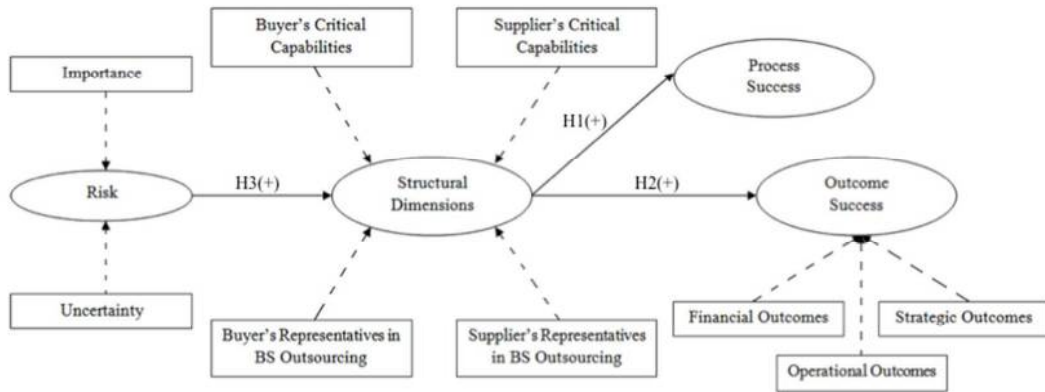 Buyer's Critical
Capabilities
Supplier's Critical
Capabilities
Importance
Process
Success
H1(+)
Risk
H3(+)
Structural
Dimensions
H2(+)
Outcome
Success
Uncertainty
Buyer's Representatives in
BS Outsourcing
Supplier's Representatives
in BS Outsourcing
Financial Outcomes
Strategic Outcomes
Operational Outcomes